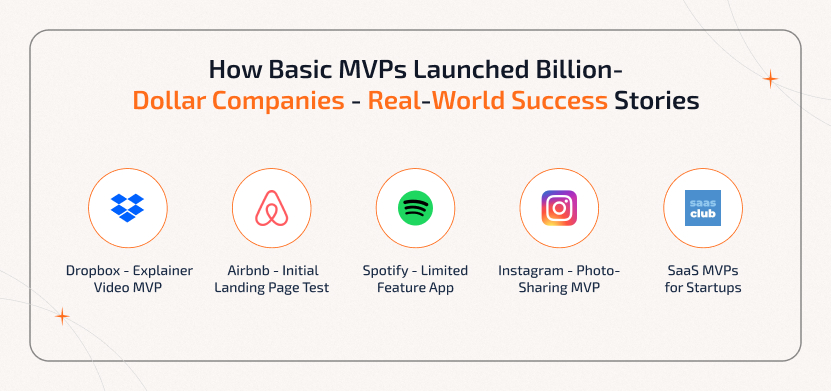 How Basic MVPs Launched Billion-
Dollar Companies - Real-World Success Stories
saas
club
Dropbox - Explainer
Video MVP
Airbnb - Initial
Landing Page Test
Spotify - Limited
Feature App
Instagram - Photo-
Sharing MVP
SaaS MVPs
for Startups